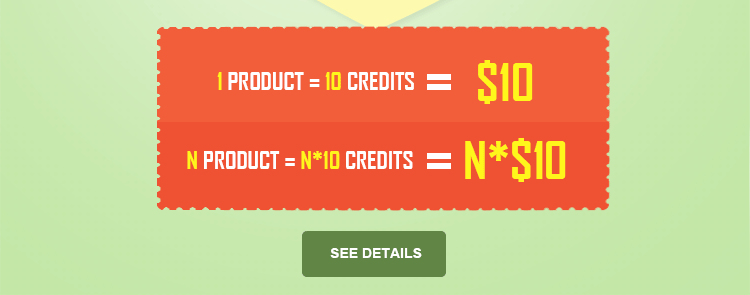 1 PRODUCT = 10 CREDITS = $10
N PRODUCT = N*10 CREDITS = N*$10
SEE DETAILS